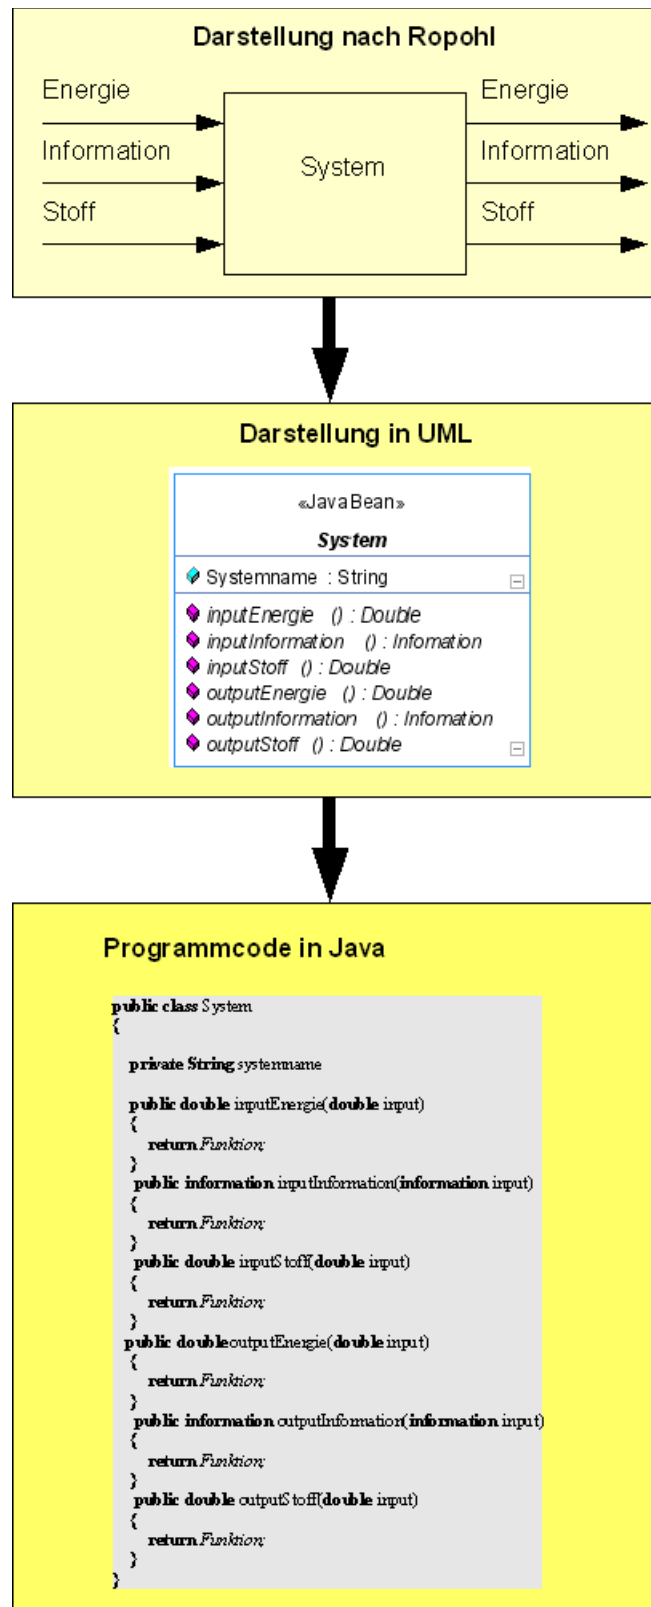 Darstellung nach Ropohl
Energie
Energie
Information
Information
System
Stoff
Stoff
Darstellung in UML
«JavaBean»
System
Systemname : String
inputEnergie () : Double
inputInformation () : Infomation
inputStoff () : Double
outputEnergie () : Double
outputInformation () : Infomation
outputStoff () : Double
Programmcode in Java
public class System
{
private String systemname
public double inputEnergie(double input)
{
return Funktion;
}
public information inputInformation(information input)
{
return Funktion;
}
public double inputStoff(double input)
{
return Funktion;
}
public double outputEnergie(double input)
{
return Funktion;
}
public information outputInformation(information input)
{
return Funktion;
}
public double outputStoff(double input)
{
return Funktion;
}
}